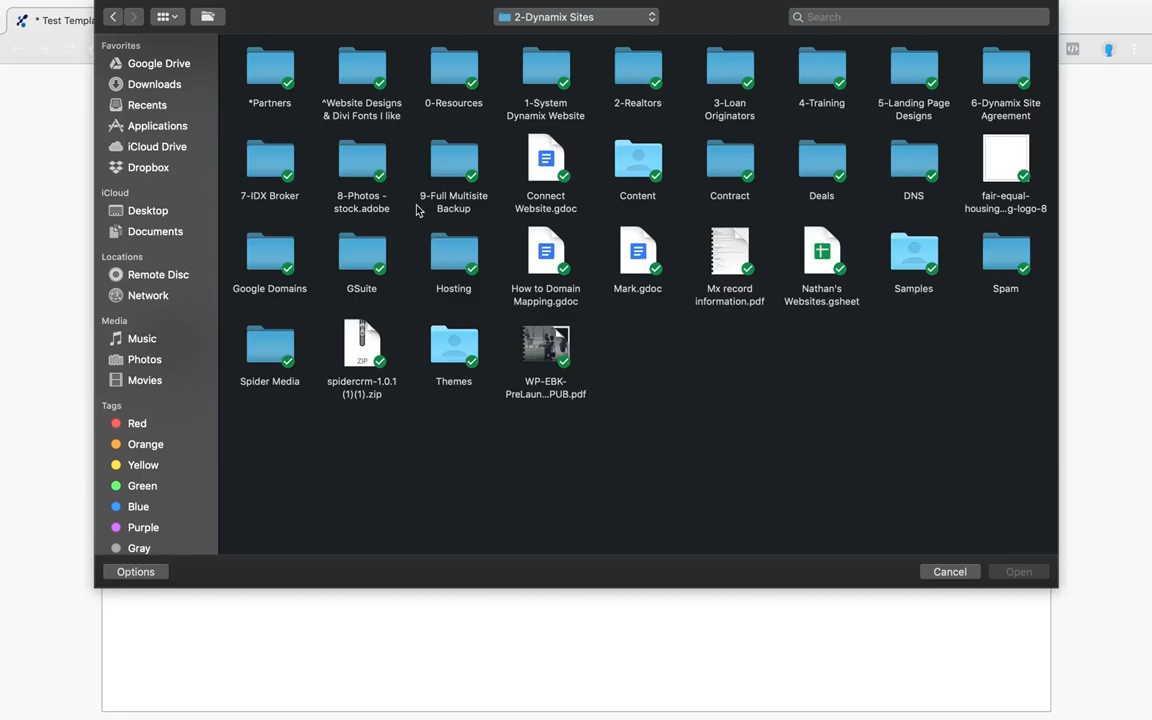 * Test Templa
2-Dynamix Sites
Search
Favorites
Google Drive
Downloads
Recents
Applications
iCloud Drive
Dropbox
iCloud
Desktop
Documents
Locations
Remote Disc
Network
Media
Music
Photos
Movies
Tags
Red
Orange
Yellow
Green
Blue
Purple
Gray
*Partners
^Website Designs
& Divi Fonts I like
0-Resources
1-System
Dynamix Website
2-Realtors
3-Loan
Originators
4-Training
5-Landing Page
Designs
6-Dynamix Site
Agreement
7-IDX Broker
8-Photos -
stock.adobe
9-Full Multisite
Backup
Connect
Website.gdoc
Content
Contract
Deals
DNS
fair-equal-
housing...g-logo-8
Google Domains
GSuite
Hosting
How to Domain
Mapping.gdoc
Mark.gdoc
Mx record
information.pdf
Nathan's
Websites.gsheet
Samples
Spam
Spider Media
ZIP
spidercrm-1.0.1
(1)(1).zip
Themes
WP-EBK-
PreLaun...PUB.pdf
Options
Cancel
Open